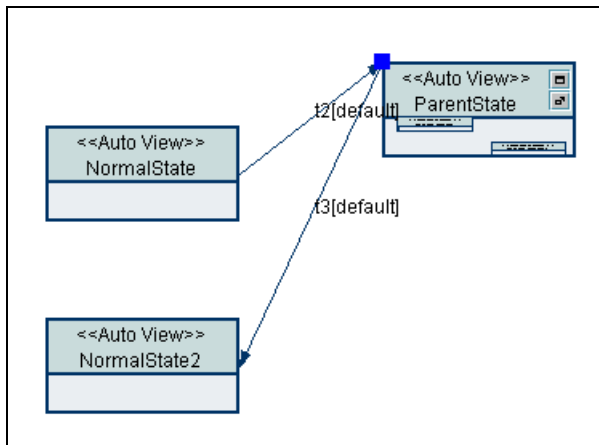 <<Auto View>>
ParentState
t2[default]
<<Auto View>>
NormalState
t3[default]
<<Auto View>>
NormalState2